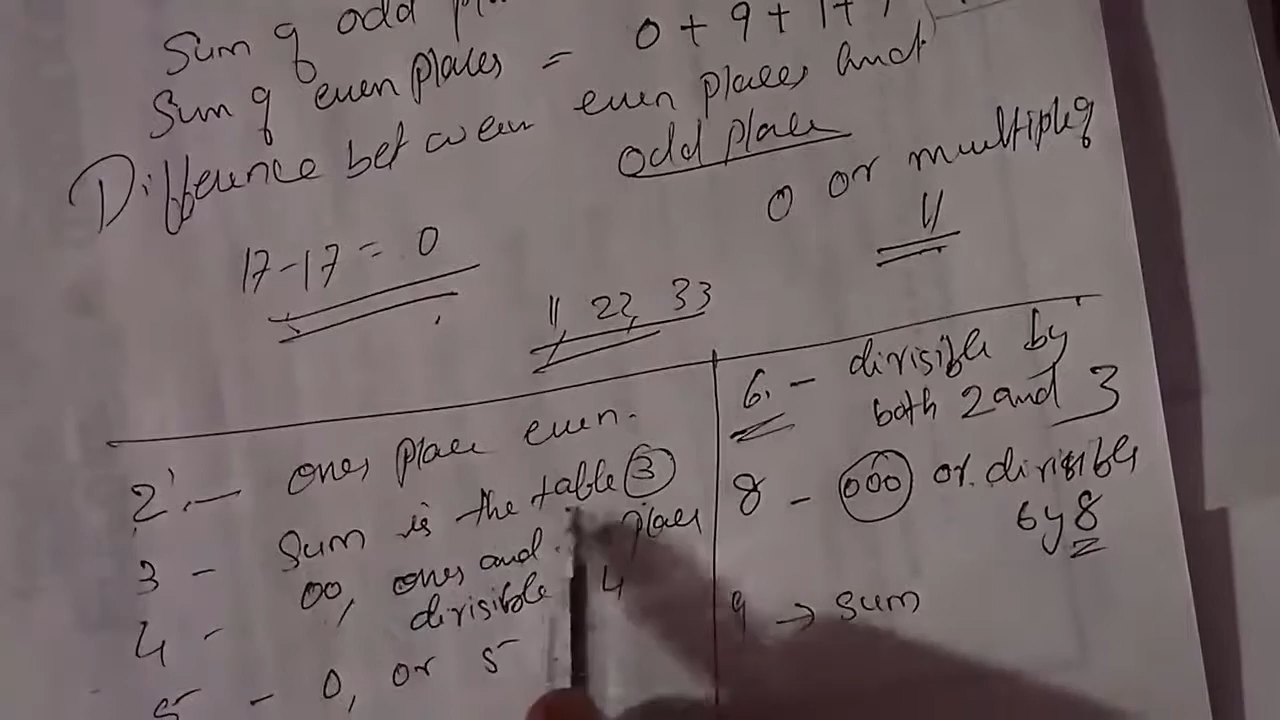 Sum of odd
Sum of even places = 0 + 9 + 1 +
Difference between even places and
odd place
0 or multiple of
11
17-17 = 0
11, 22, 33
2 - ones place even.
3 - Sum is the table 3
4 - 00, ones and places
divisible 4
5 - 0, or 5
6 - divisible by
both 2 and 3
8 - 000 or divisible
by 8
9 → sum